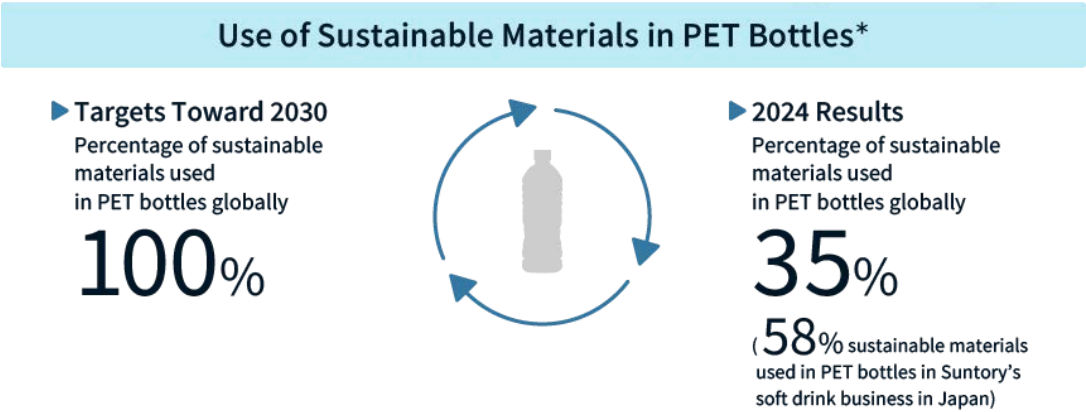 Use of Sustainable Materials in PET Bottles*
Targets Toward 2030
Percentage of sustainable
materials used
in PET bottles globally
100%
2024 Results
Percentage of sustainable
materials used
in PET bottles globally
35%
(58% sustainable materials
used in PET bottles in Suntory’s
soft drink business in Japan)